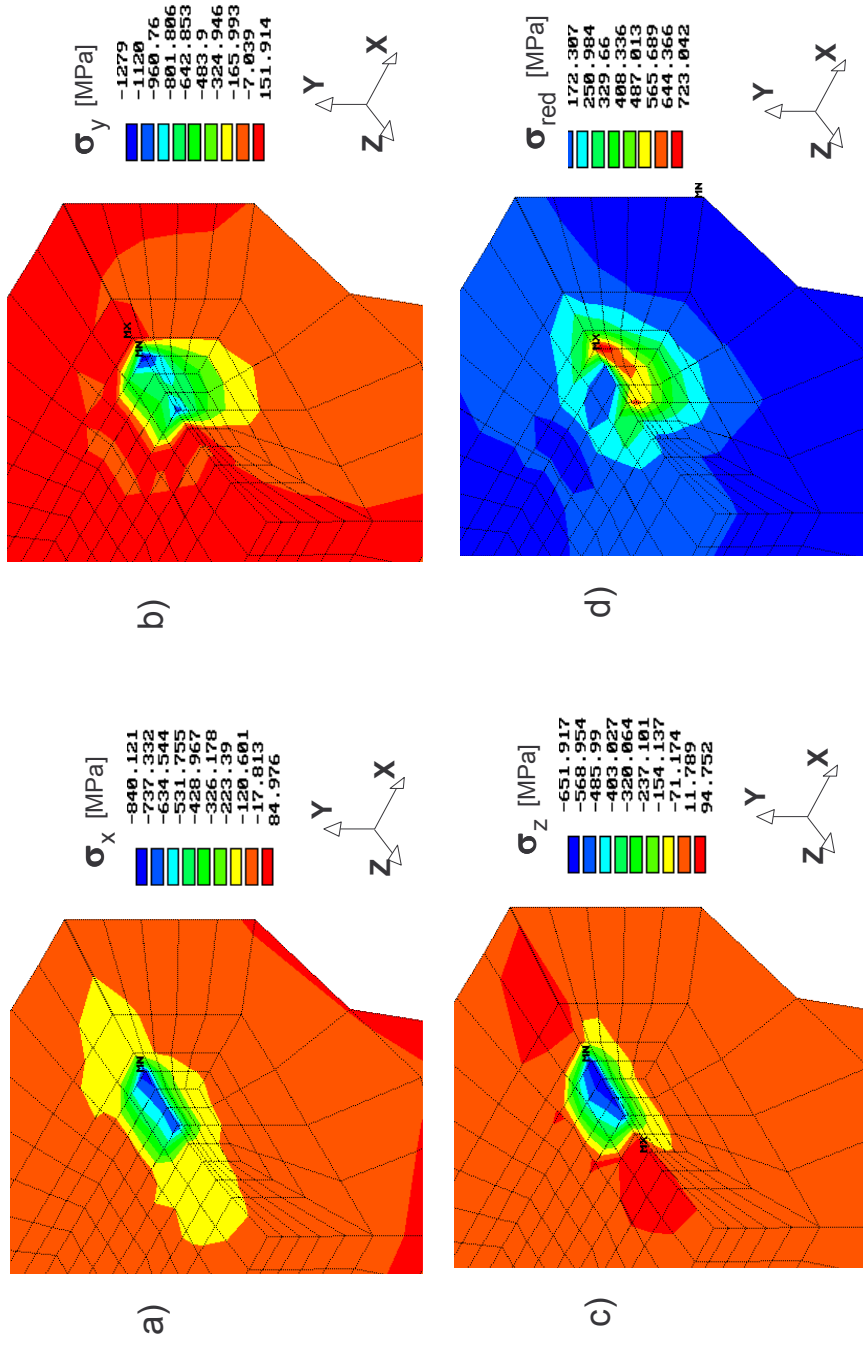 a)
MN
σx [MPa]
-840.121
-737.332
-634.544
-531.755
-428.967
-326.178
-223.39
-120.601
-17.813
84.976
Y
X
Z
b)
MX
MN
σy [MPa]
-1279
-1120
-960.76
-801.806
-642.853
-483.9
-324.946
-165.993
-7.039
151.914
Y
X
Z
c)
MN
MX
σz [MPa]
-651.917
-568.954
-485.99
-403.027
-320.064
-237.101
-154.137
-71.174
11.789
94.752
Y
X
Z
d)
MX
MN
σred [MPa]
172.307
250.984
329.66
408.336
487.013
565.689
644.366
723.042
Y
X
Z